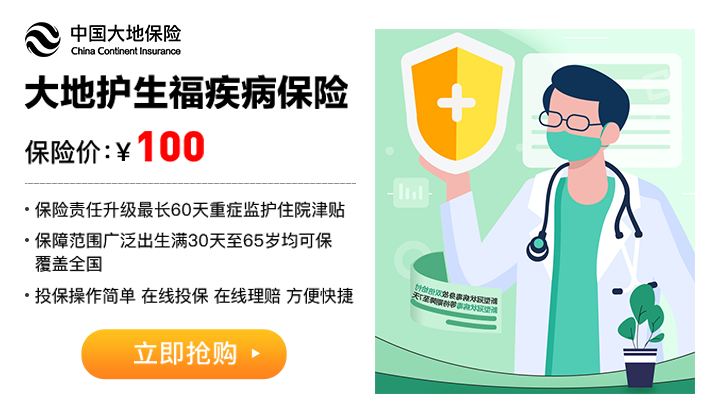 中国大地保险
China Continent Insurance
大地护生福疾病保险
保险价：¥ 100
• 保险责任升级最长60天重症监护住院津贴
• 保障范围广泛出生满30天至65岁均可保
覆盖全国
• 投保操作简单 在线投保 在线理赔 方便快捷
立即抢购